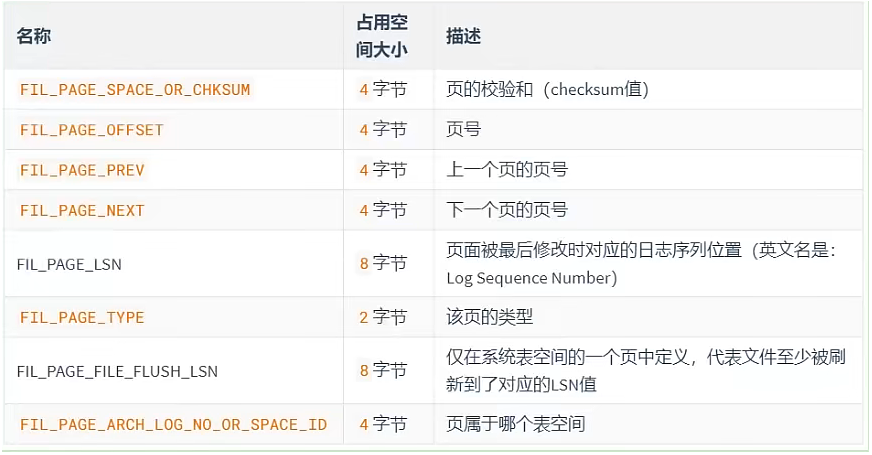 名称 占用空 描述
间大小
FIL_PAGE_SPACE_OR_CHKSUM 4 字节 页的校验和（checksum值）
FIL_PAGE_OFFSET 4 字节 页号
FIL_PAGE_PREV 4 字节 上一个页的页号
FIL_PAGE_NEXT 4 字节 下一个页的页号
FIL_PAGE_LSN 8 字节 页面被最后修改时对应的日志序列位置（英文名是：
Log Sequence Number）
FIL_PAGE_TYPE 2 字节 该页的类型
FIL_PAGE_FILE_FLUSH_LSN 8 字节 仅在系统表空间的一个页中定义，代表文件至少被刷
新到了对应的LSN值
FIL_PAGE_ARCH_LOG_NO_OR_SPACE_ID 4 字节 页属于哪个表空间